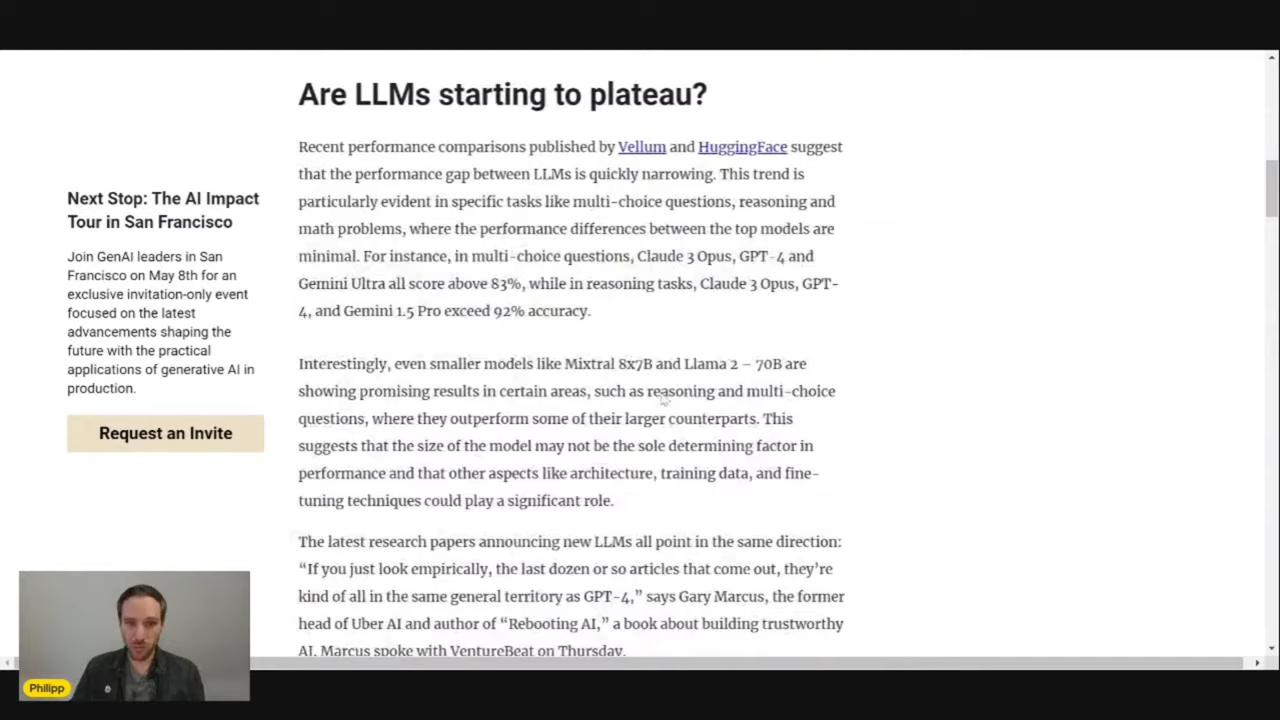 Are LLMs starting to plateau?
Recent performance comparisons published by Vellum and HuggingFace suggest
that the performance gap between LLMs is quickly narrowing. This trend is
particularly evident in specific tasks like multi-choice questions, reasoning and
math problems, where the performance differences between the top models are
minimal. For instance, in multi-choice questions, Claude 3 Opus, GPT-4 and
Gemini Ultra all score above 83%, while in reasoning tasks, Claude 3 Opus, GPT-
4, and Gemini 1.5 Pro exceed 92% accuracy.
Interestingly, even smaller models like Mixtral 8x7B and Llama 2 – 70B are
showing promising results in certain areas, such as reasoning and multi-choice
questions, where they outperform some of their larger counterparts. This
suggests that the size of the model may not be the sole determining factor in
performance and that other aspects like architecture, training data, and fine-
tuning techniques could play a significant role.
The latest research papers announcing new LLMs all point in the same direction:
“If you just look empirically, the last dozen or so articles that come out, they’re
kind of all in the same general territory as GPT-4,” says Gary Marcus, the former
head of Uber AI and author of “Rebooting AI,” a book about building trustworthy
AI. Marcus spoke with VentureBeat on Thursday.
Next Stop: The AI Impact
Tour in San Francisco
Join GenAI leaders in San
Francisco on May 8th for an
exclusive invitation-only event
focused on the latest
advancements shaping the
future with the practical
applications of generative AI in
production.
Request an Invite
Philipp